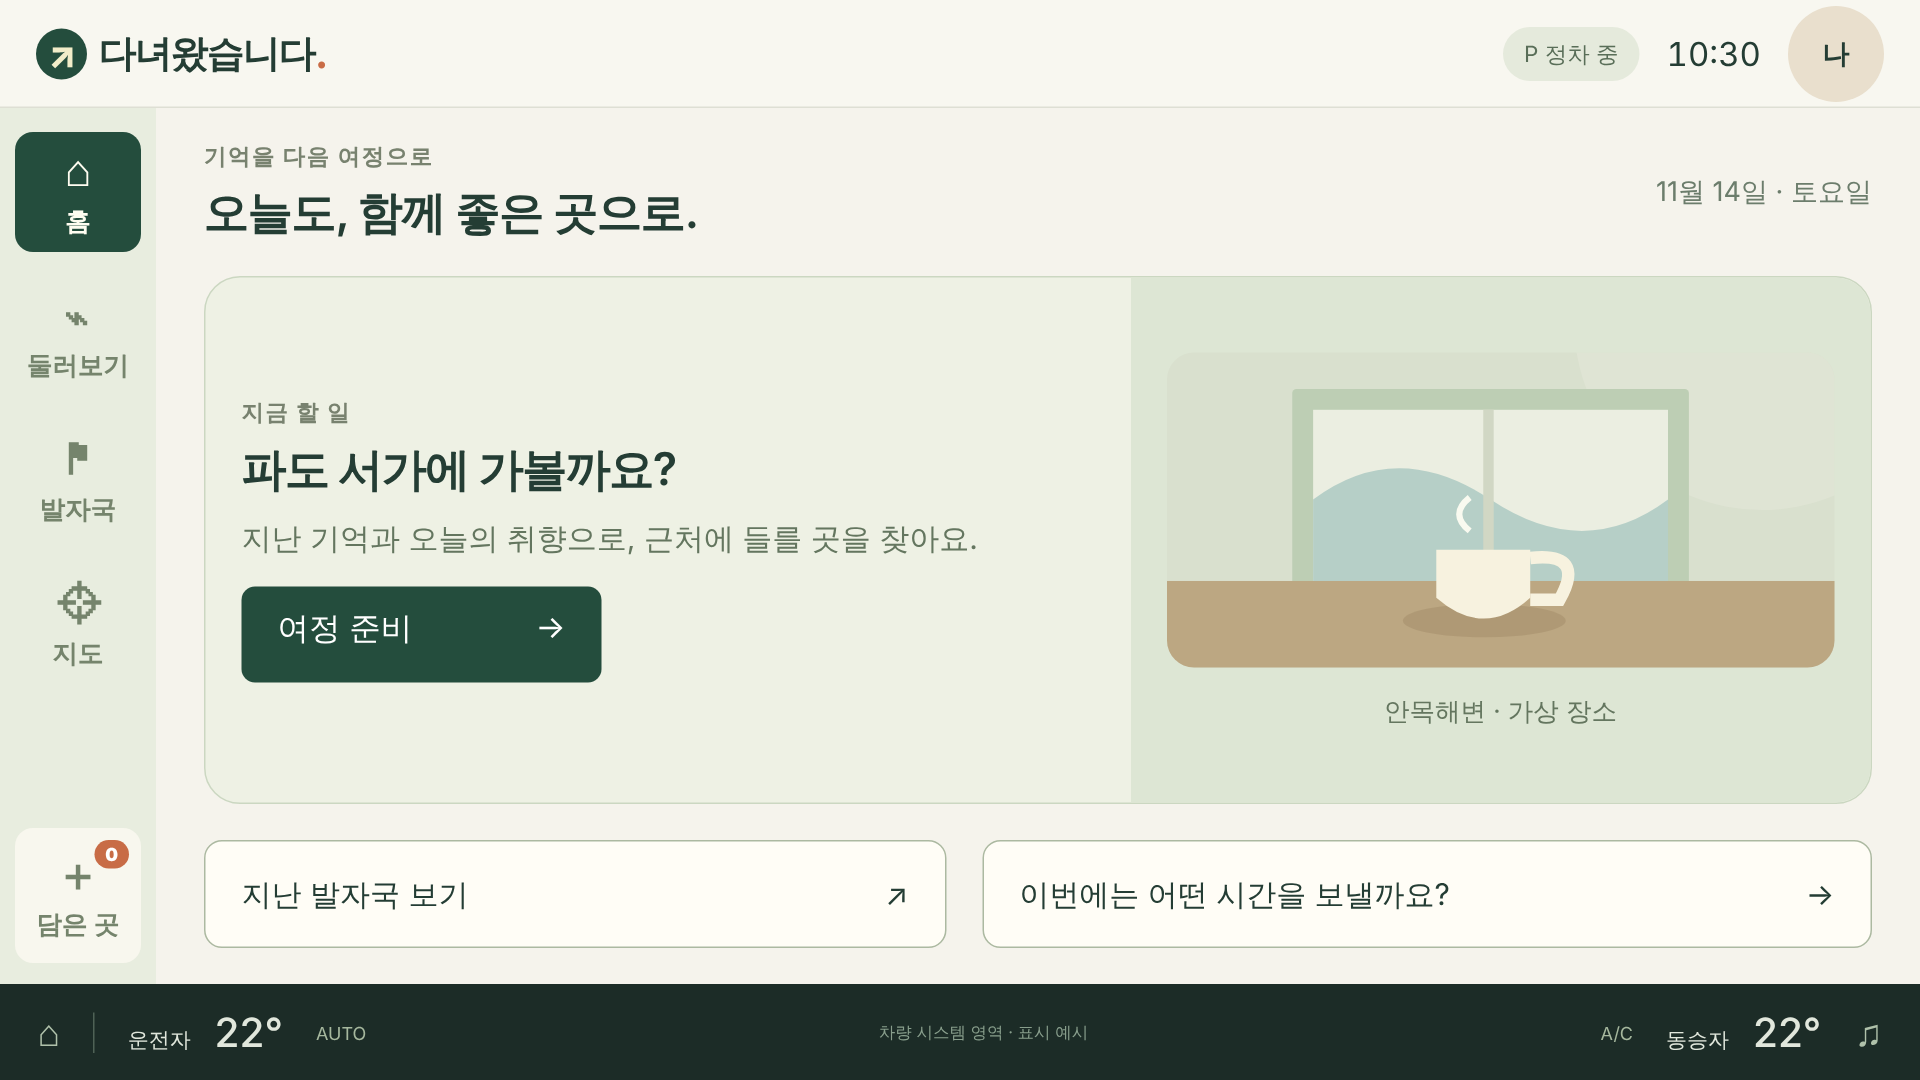 다녀왔습니다.
P 정차 중
10:30
나
홈
둘러보기
발자국
지도
0
담은 곳
기억을 다음 여정으로
오늘도, 함께 좋은 곳으로.
11월 14일 · 토요일
지금 할 일
파도 서가에 가볼까요?
지난 기억과 오늘의 취향으로, 근처에 들를 곳을 찾아요.
여정 준비 →
안목해변 · 가상 장소
지난 발자국 보기 ↗
이번에는 어떤 시간을 보낼까요? →
운전자 22° AUTO
차량 시스템 영역 · 표시 예시
A/C 동승자 22°